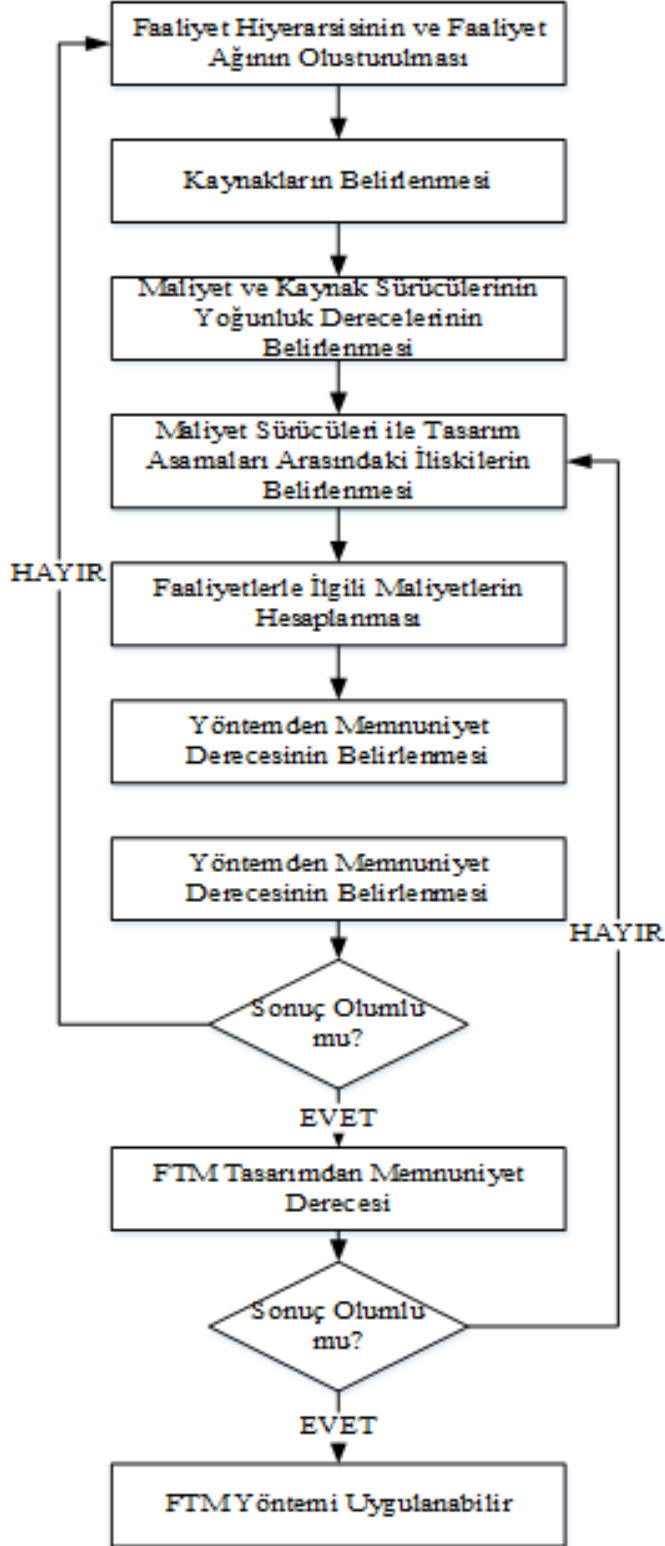 Faaliyet Hiyerarsisinin ve Faaliyet
Ağının Olusturulması
Kaynakların Belirlenmesi
Maliyet ve Kaynak Sürücülerinin
Yoğunluk Derecelerinin
Belirlenmesi
Maliyet Sürücüleri ile Tasarım
Asamaları Arasındaki İliskilerin
Belirlenmesi
HAYIR
Faaliyetlerle İlgili Maliyetlerin
Hesaplanması
Yöntemden Memnuniyet
Derecesinin Belirlenmesi
Yöntemden Memnuniyet
Derecesinin Belirlenmesi
HAYIR
Sonuç Olumlu
mu?
EVET
FTM Tasarımdan Memnuniyet
Derecesi
Sonuç Olumlu
mu?
EVET
FTM Yöntemi Uygulanabilir